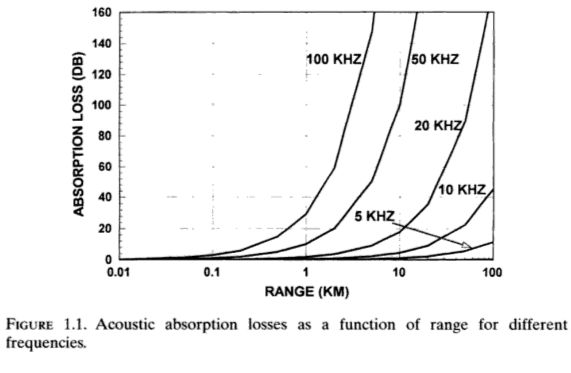 160
140
120
100
80
60
40
20
0
ABSORPTION LOSS (DB)
100 KHZ
50 KHZ
20 KHZ
10 KHZ
5 KHZ
0.01 0.1 1 10 100
RANGE (KM)
FIGURE 1.1. Acoustic absorption losses as a function of range for different
frequencies.